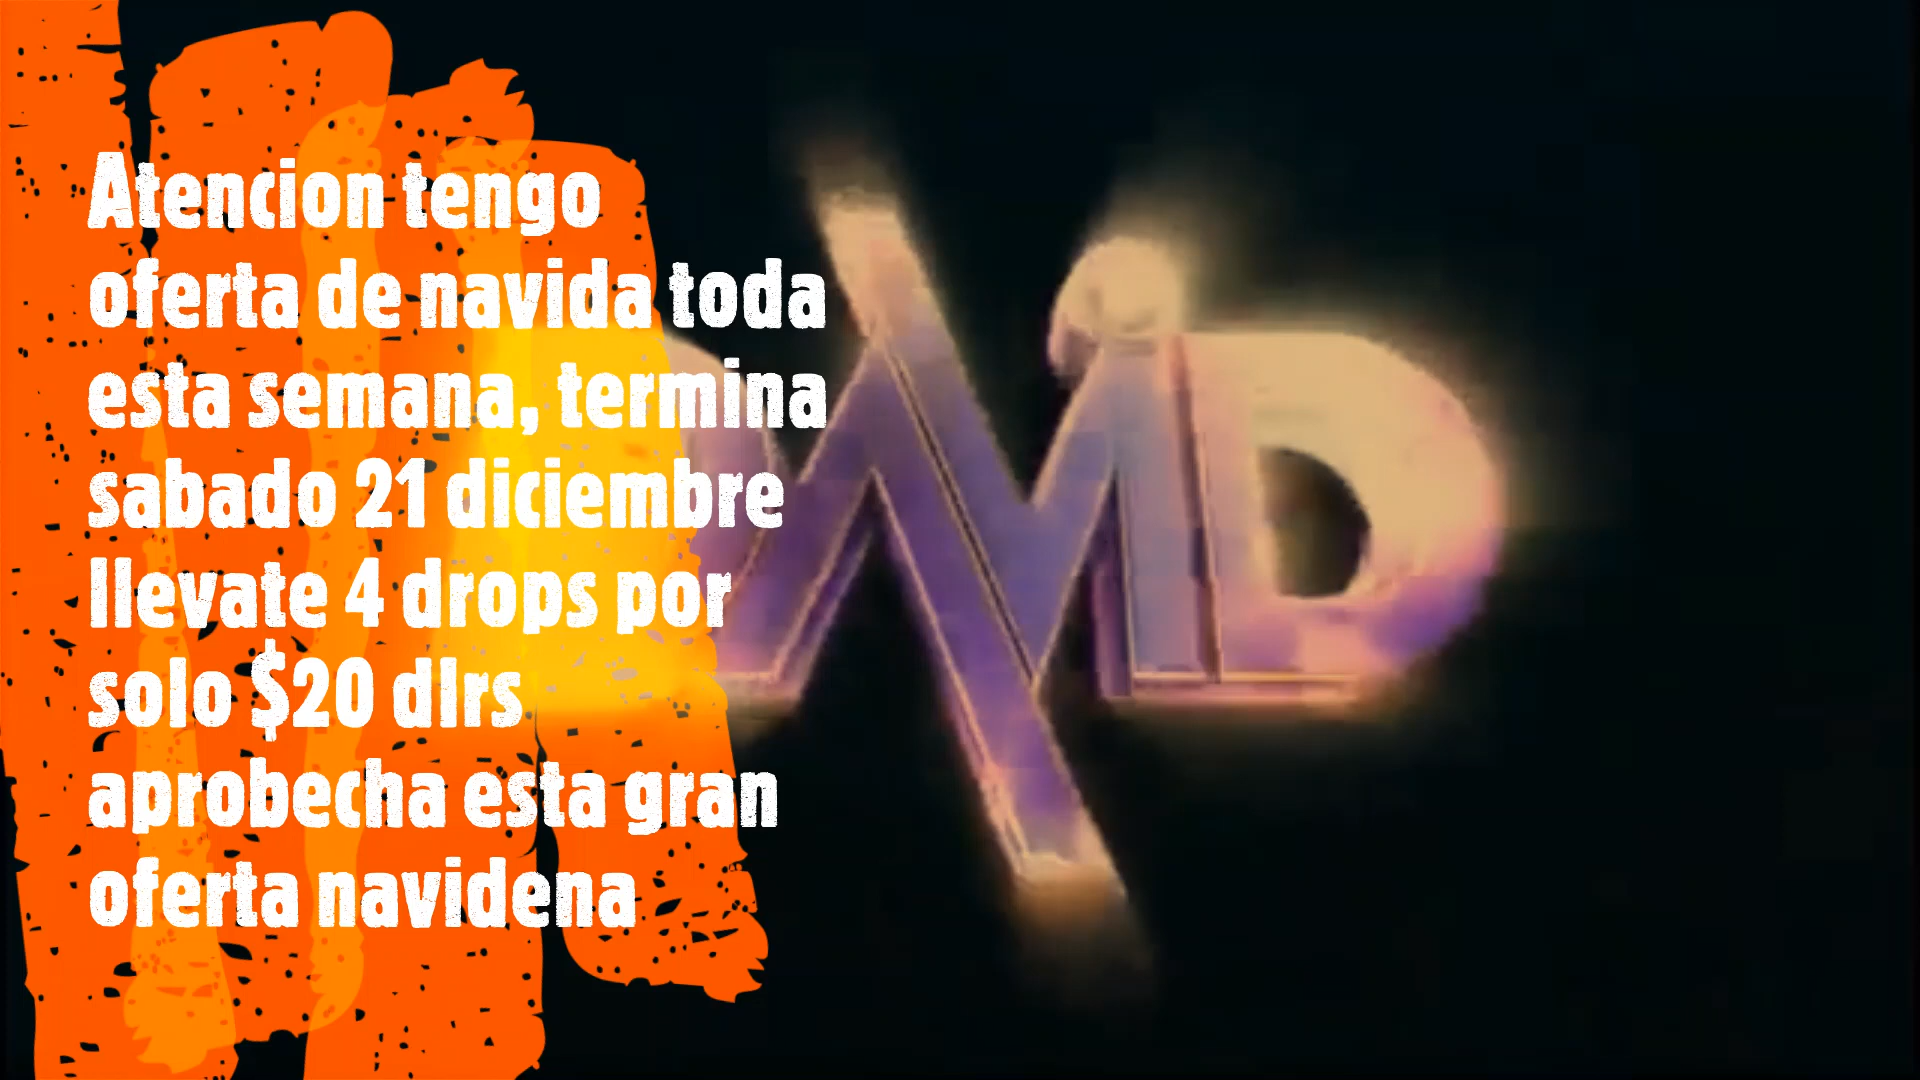 Atencion tengo
oferta de navida toda
esta semana, termina
sabado 21 diciembre
llevate 4 drops por
solo $20 dlrs
aprobecha esta gran
oferta navidena